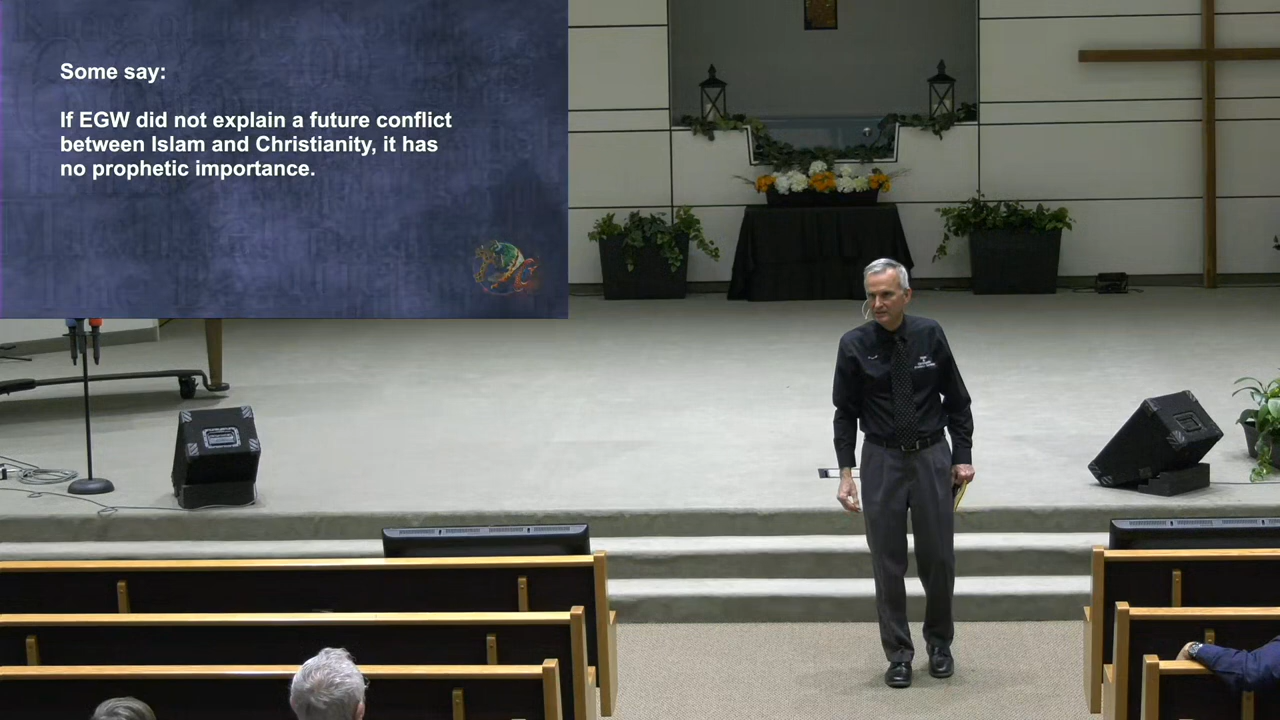 Some say:
If EGW did not explain a future conflict
between Islam and Christianity, it has
no prophetic importance.